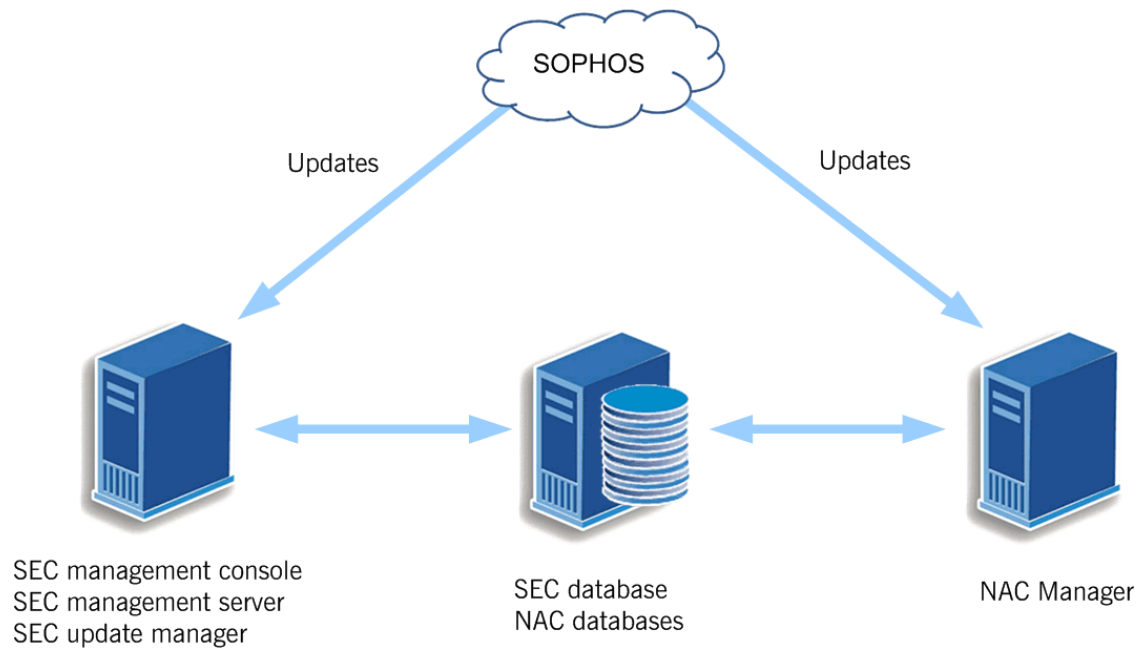 SOPHOS
Updates
Updates
SEC management console
SEC management server
SEC update manager
SEC database
NAC databases
NAC Manager